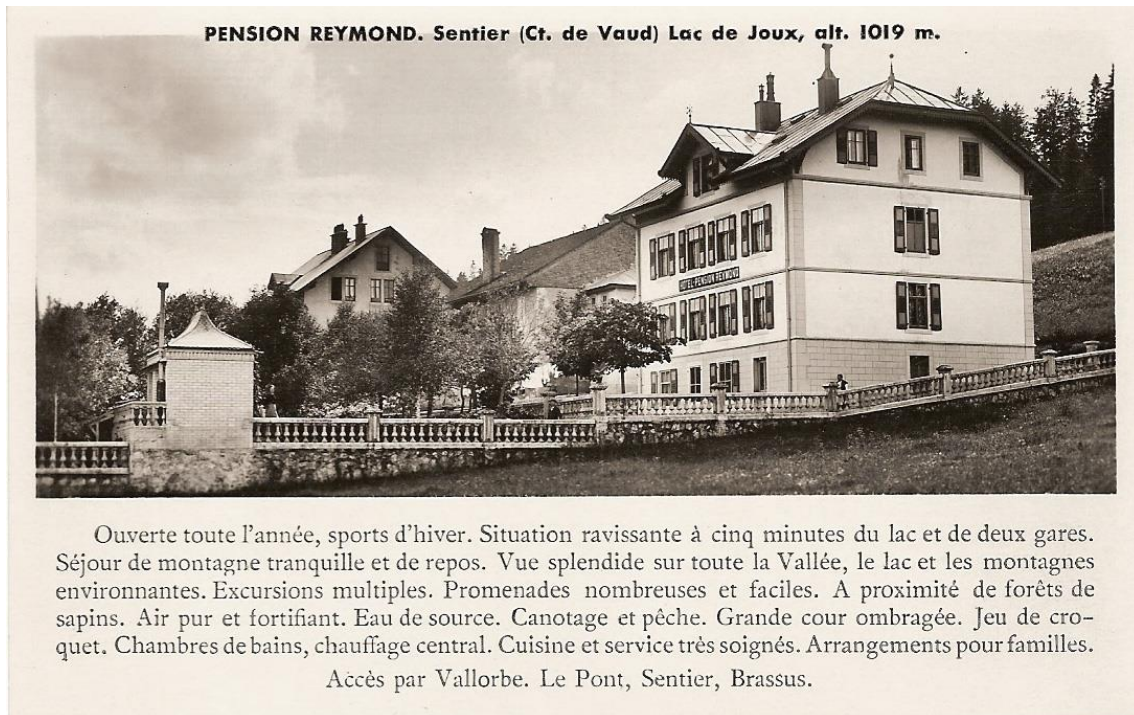 PENSION REYMOND. Sentier (Ct. de Vaud) Lac de Joux, alt. 1019 m.
HOTEL-PENSION REYMOND
Ouverte toute l'année, sports d'hiver. Situation ravissante à cinq minutes du lac et de deux gares.
Séjour de montagne tranquille et de repos. Vue splendide sur toute la Vallée, le lac et les montagnes
environnantes. Excursions multiples. Promenades nombreuses et faciles. A proximité de forêts de
sapins. Air pur et fortifiant. Eau de source. Canotage et pêche. Grande cour ombragée. Jeu de cro-
quet. Chambres de bains, chauffage central. Cuisine et service très soignés. Arrangements pour familles.
Accès par Vallorbe. Le Pont, Sentier, Brassus.